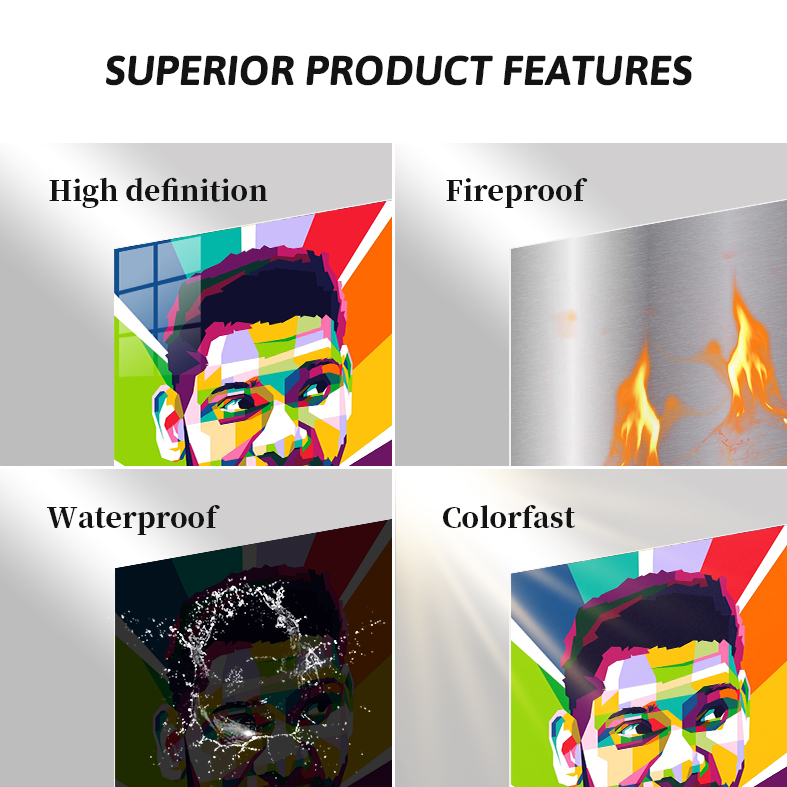 SUPERIOR PRODUCT FEATURES
High definition
Fireproof
Waterproof
Colorfast